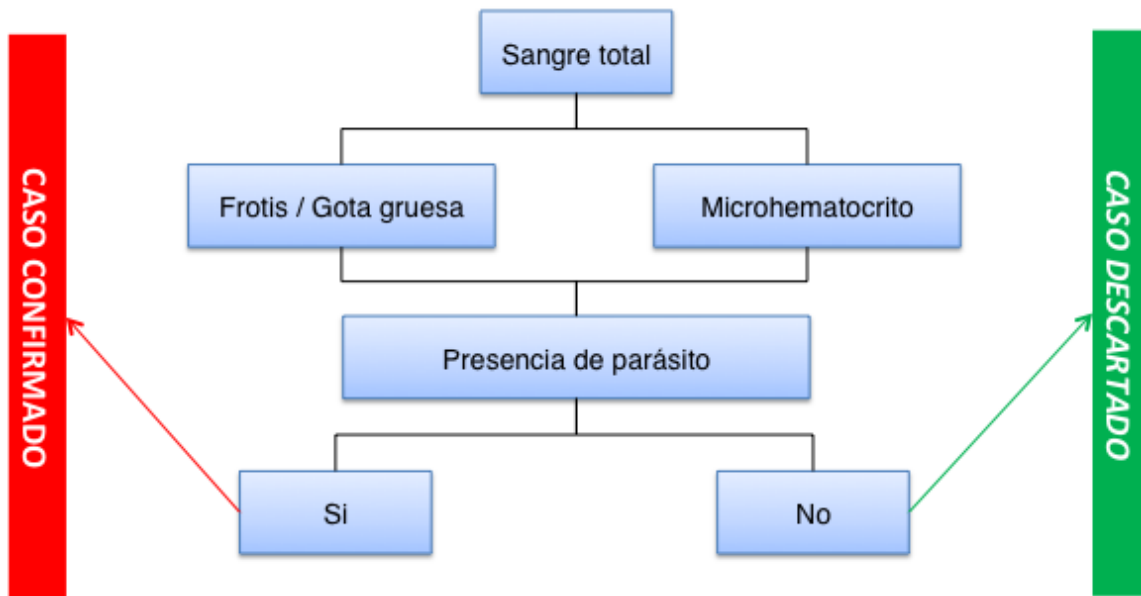 Sangre total
Frotis / Gota gruesa
Microhematocrito
Presencia de parásito
Si
No
CASO CONFIRMADO
CASO DESCARTADO